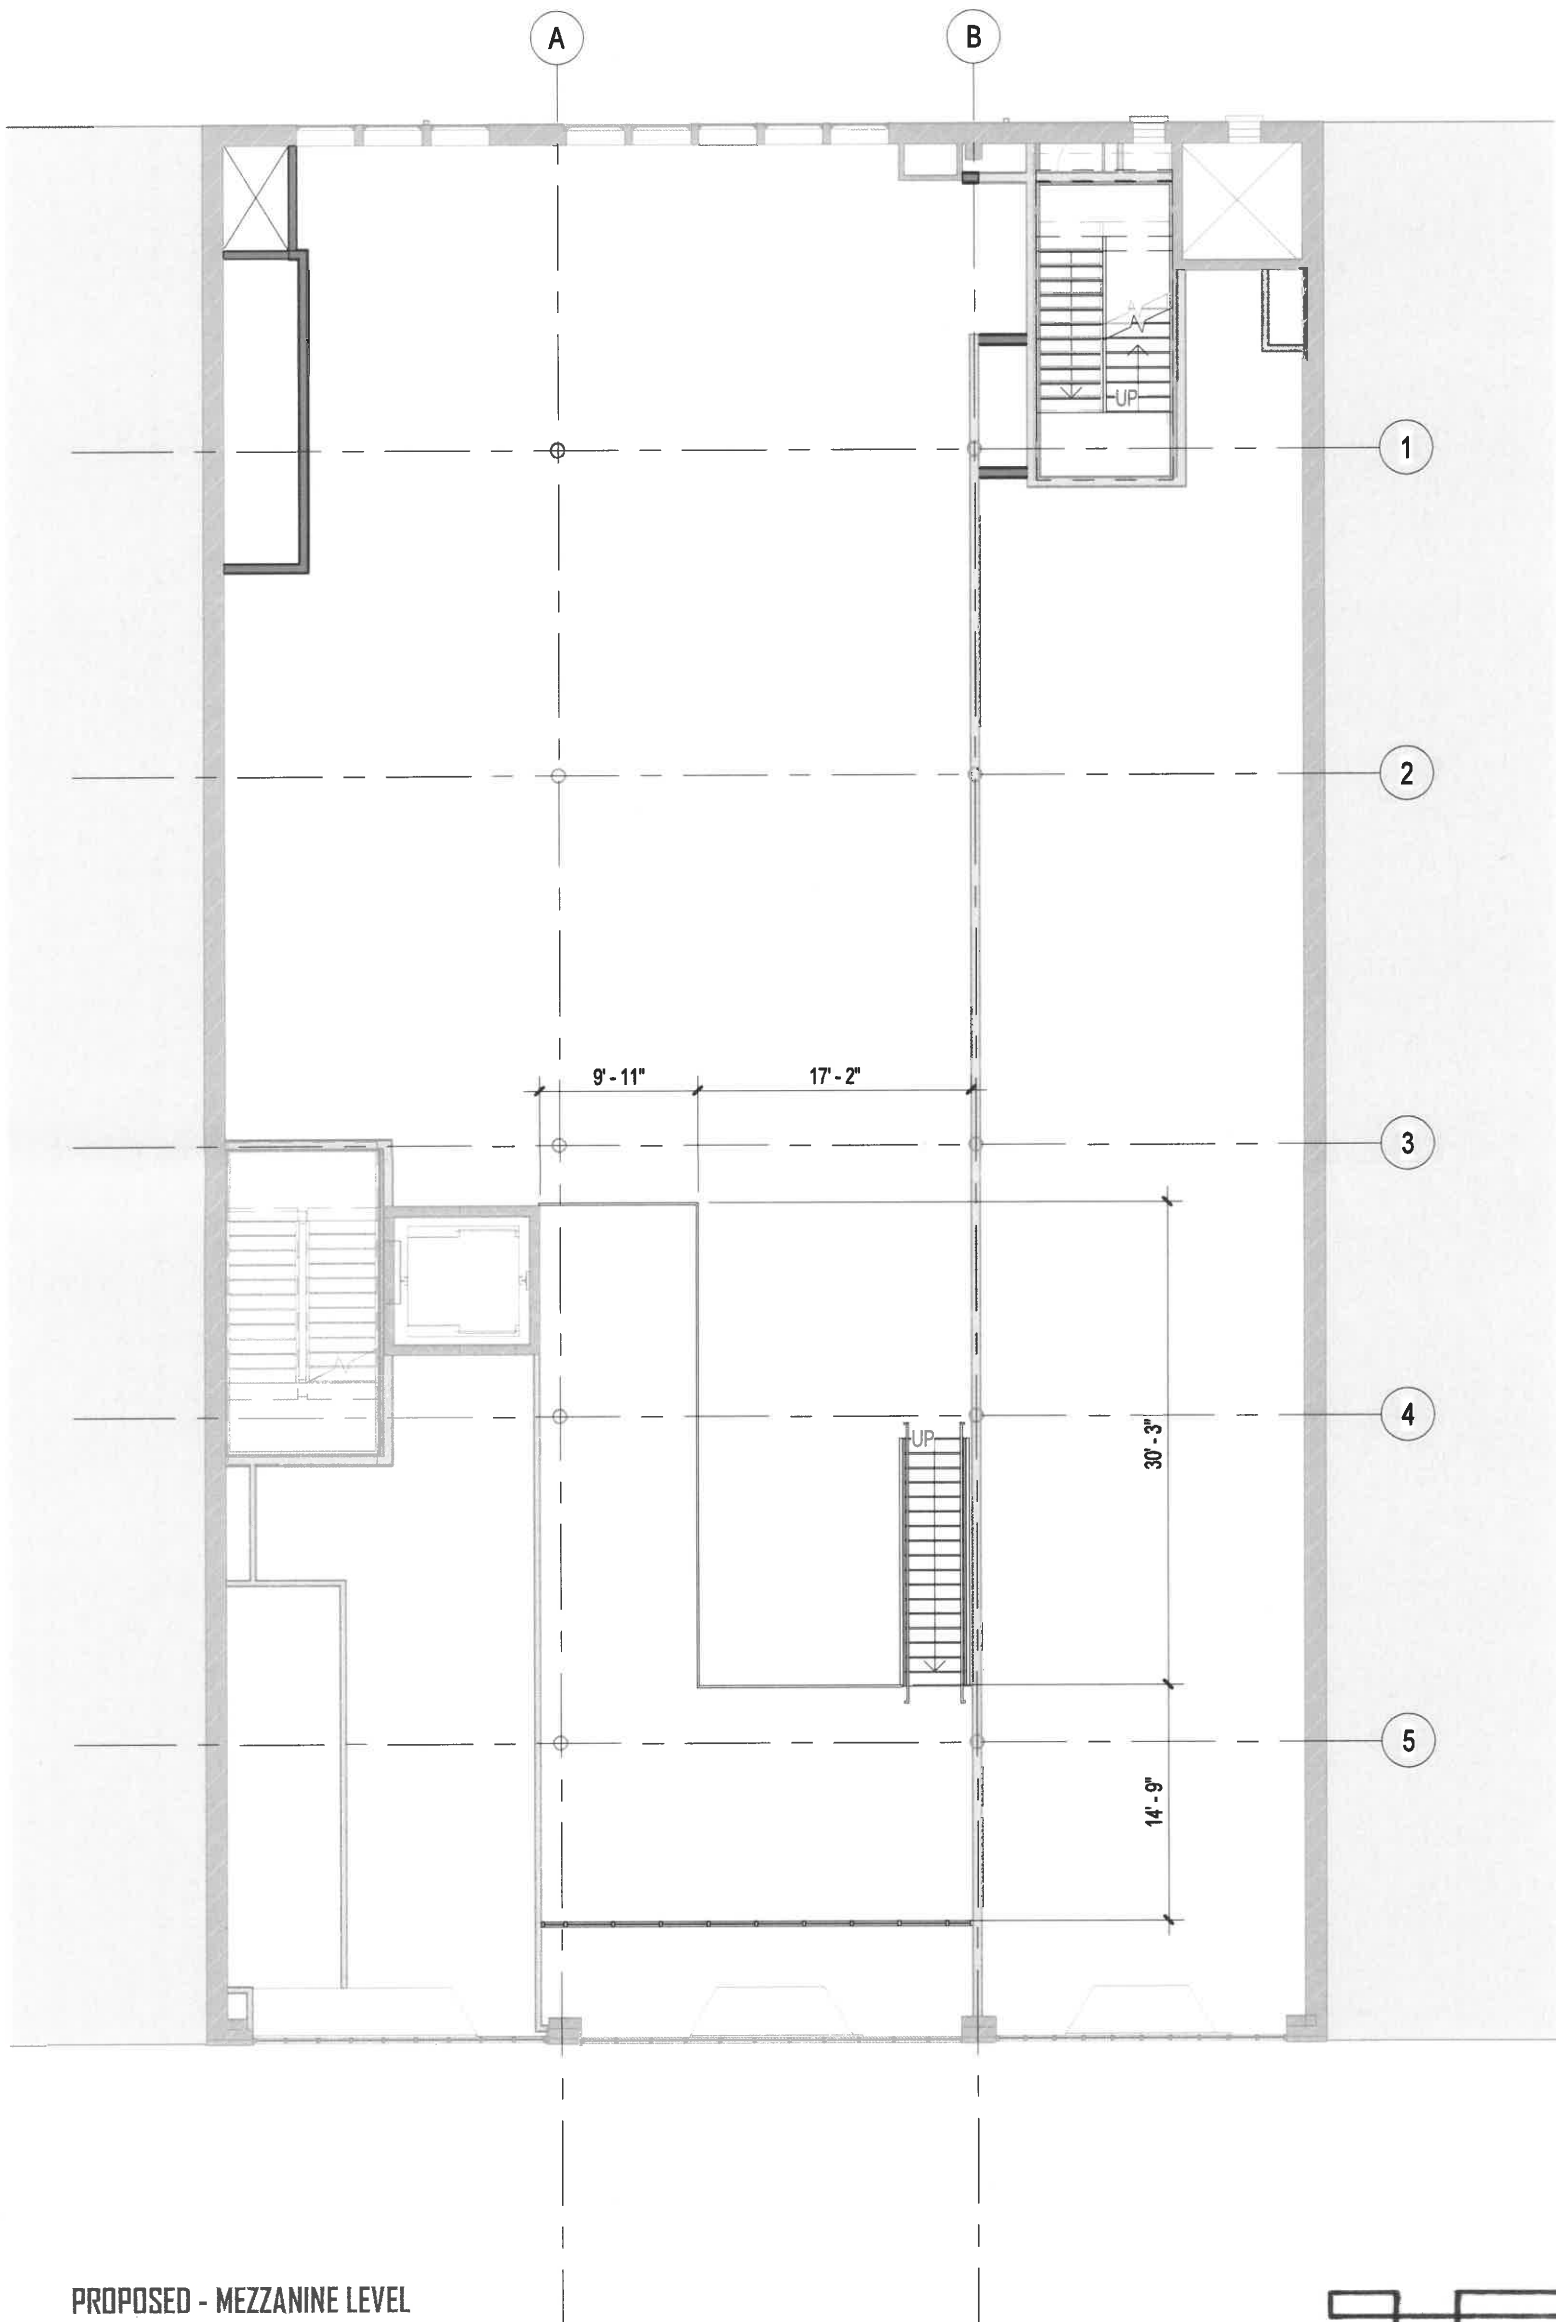 A
B
UP
1
2
9' - 11"
17' - 2"
3
UP
30' - 3"
4
5
14' - 9"
PROPOSED - MEZZANINE LEVEL